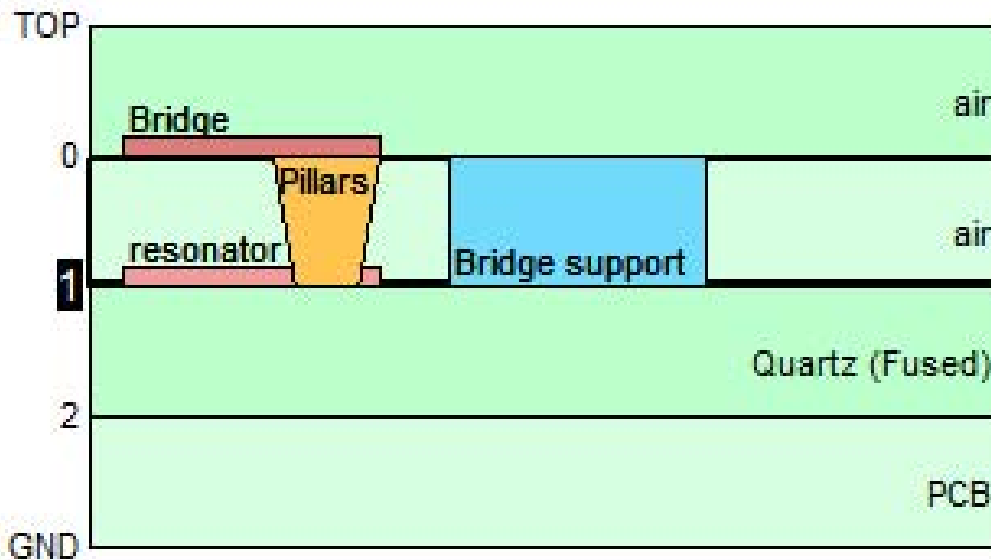 TOP
air
Bridge
0
Pillars
air
resonator
Bridge support
1
Quartz (Fused)
2
PCB
GND